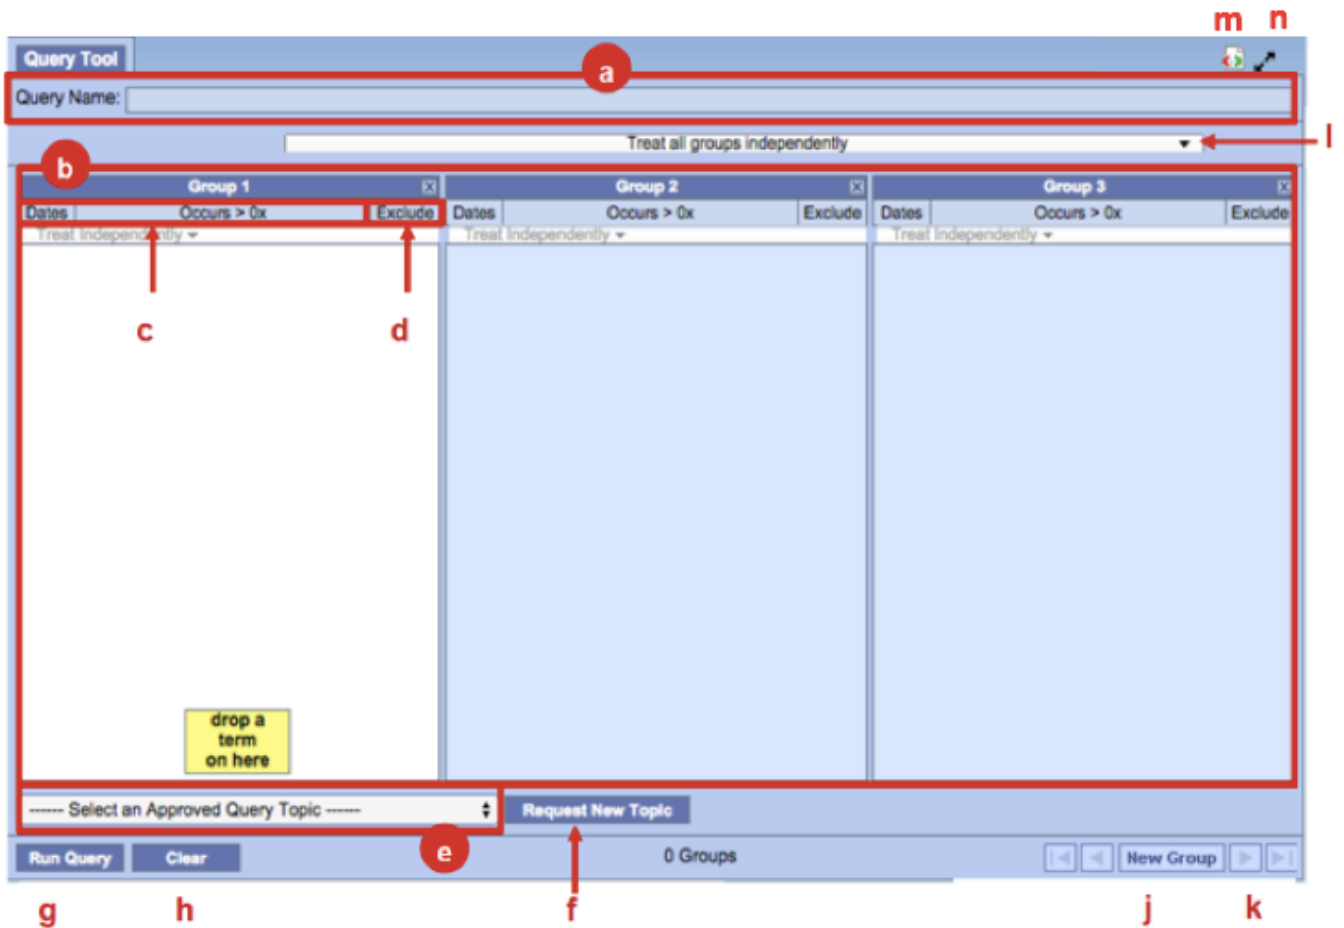 m n
Query Tool
a
Query Name:
Treat all groups independently
l
b
Group 1 Group 2 Group 3
Dates Occurs > 0x Exclude Dates Occurs > 0x Exclude Dates Occurs > 0x Exclude
Treat Independently Treat Independently Treat Independently
c d
drop a
term
on here
------ Select an Approved Query Topic ------ Request New Topic
e
Run Query Clear 0 Groups New Group
g h f j k